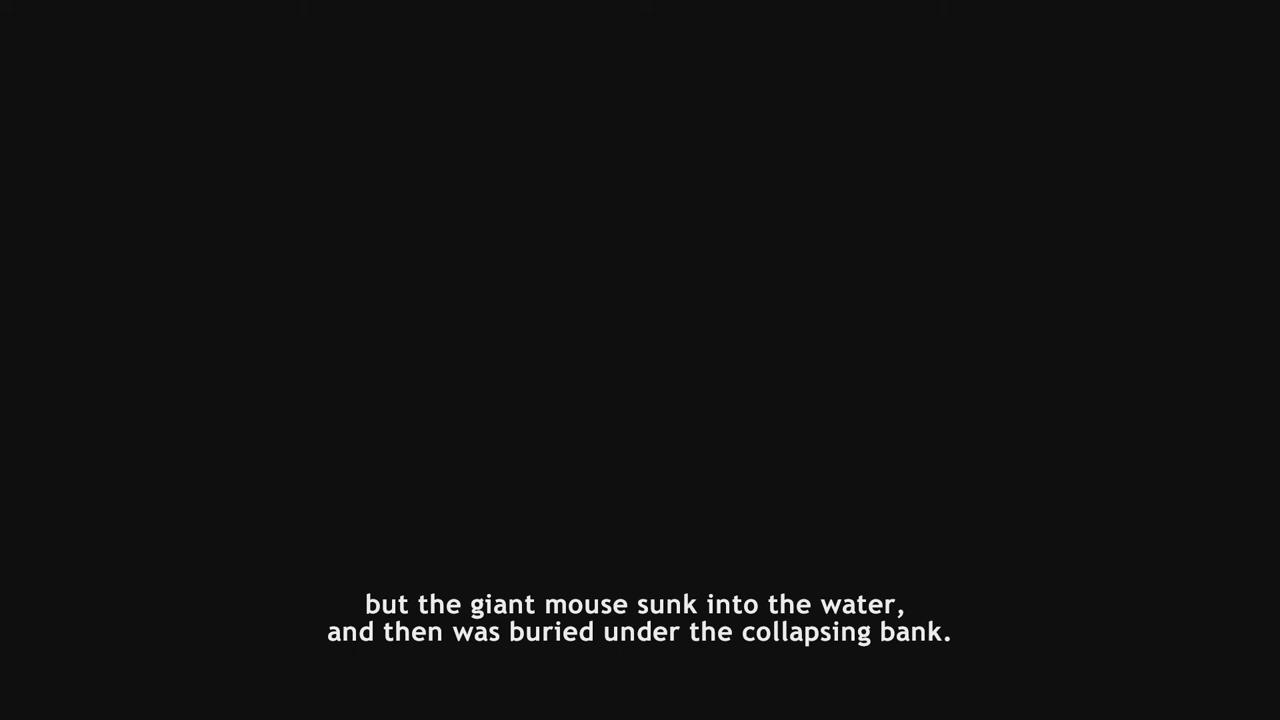 but the giant mouse sunk into the water,
and then was buried under the collapsing bank.